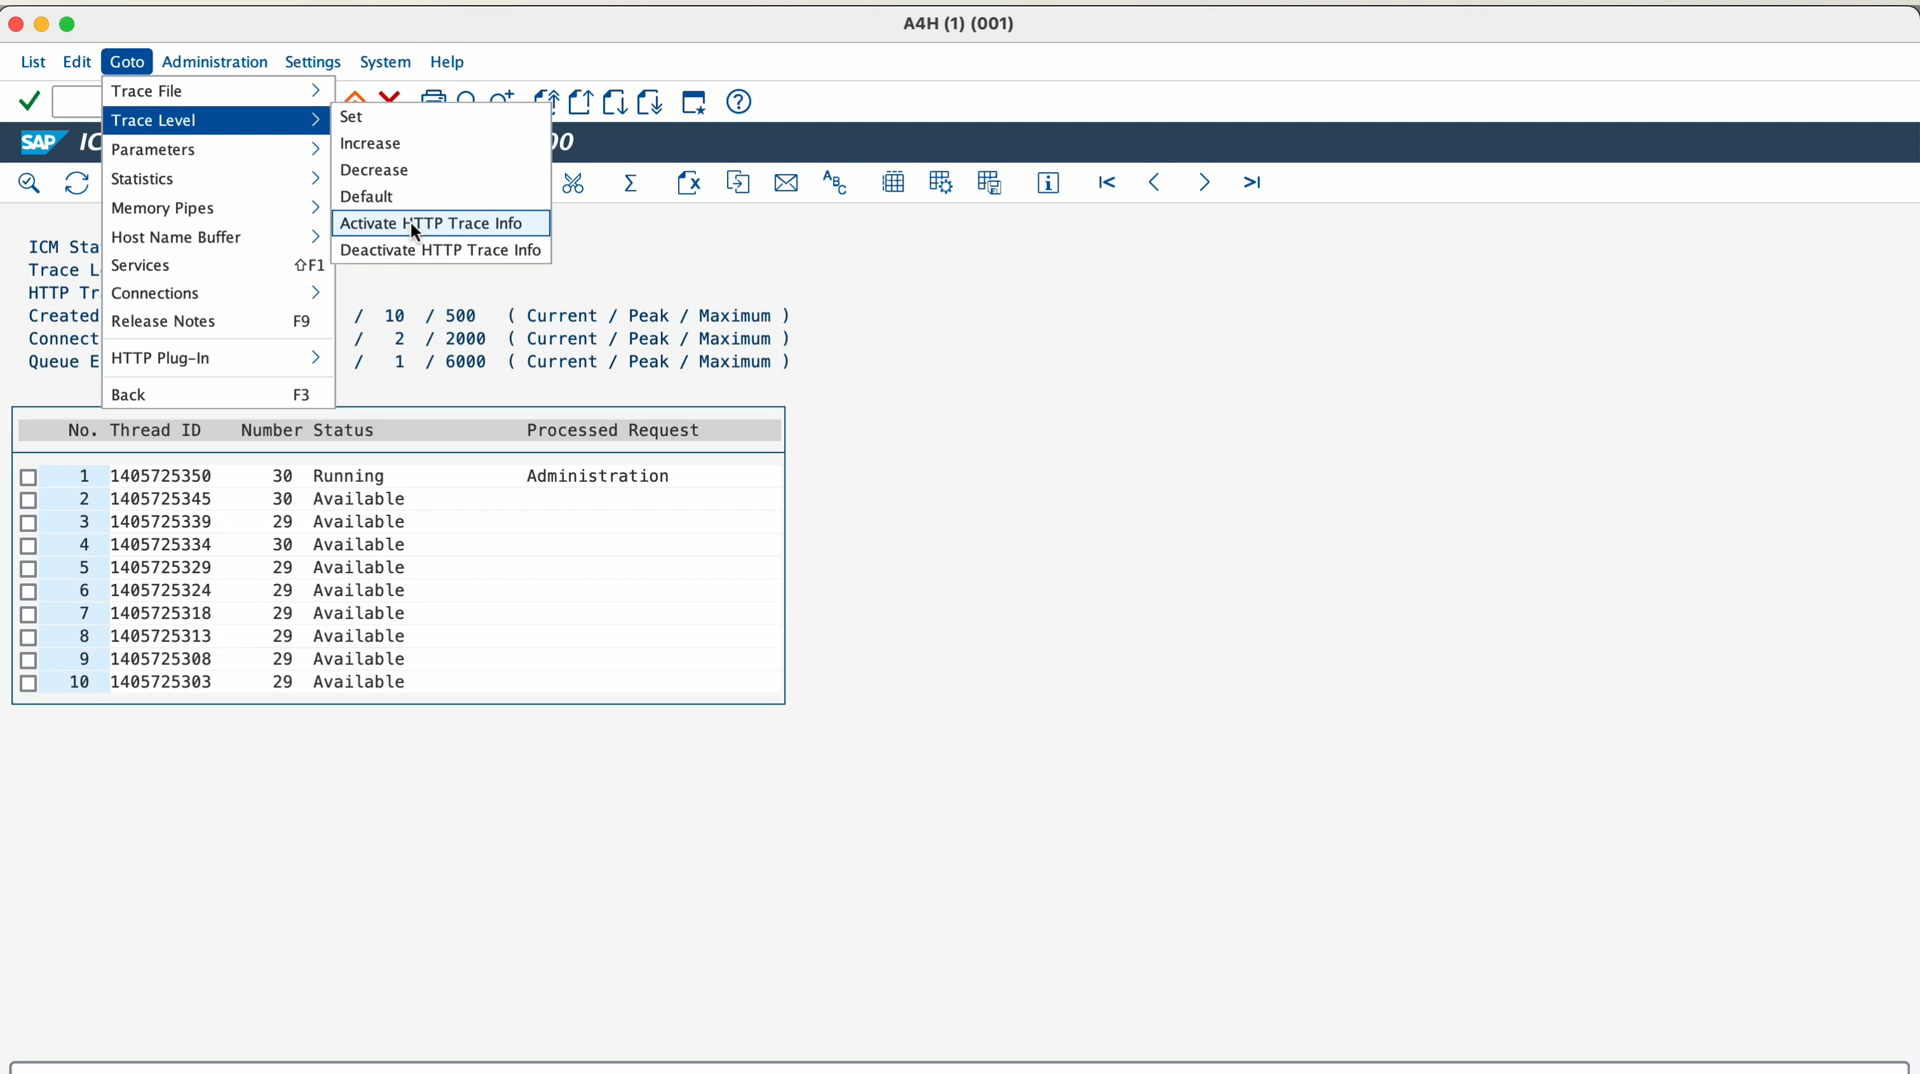 A4H (1) (001)
List Edit Goto Administration Settings System Help
Trace File
Trace Level
Parameters
Statistics
Memory Pipes
Host Name Buffer
Services ⇧F1
Connections
Release Notes F9
HTTP Plug-In
Back F3
Set
Increase
Decrease
Default
Activate HTTP Trace Info
Deactivate HTTP Trace Info
SAP
ABC
ICM
Trace
HTTP
Created / 10 / 500 ( Current / Peak / Maximum )
/ 2 / 2000 ( Current / Peak / Maximum )
Queue / 1 / 6000 ( Current / Peak / Maximum )
No. Thread ID Number Status Processed Request
1 1405725350 30 Running Administration
2 1405725345 30 Available
3 1405725339 29 Available
4 1405725334 30 Available
5 1405725329 29 Available
6 1405725324 29 Available
7 1405725318 29 Available
8 1405725313 29 Available
9 1405725308 29 Available
10 1405725303 29 Available